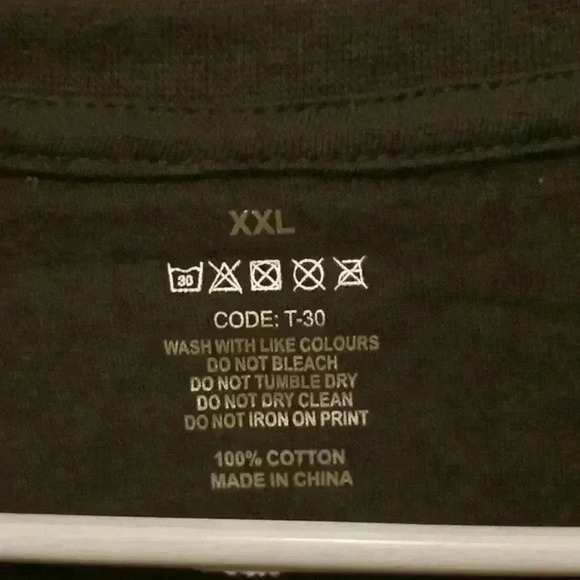 XXL
30
CODE: T-30
WASH WITH LIKE COLOURS
DO NOT BLEACH
DO NOT TUMBLE DRY
DO NOT DRY CLEAN
DO NOT IRON ON PRINT
100% COTTON
MADE IN CHINA